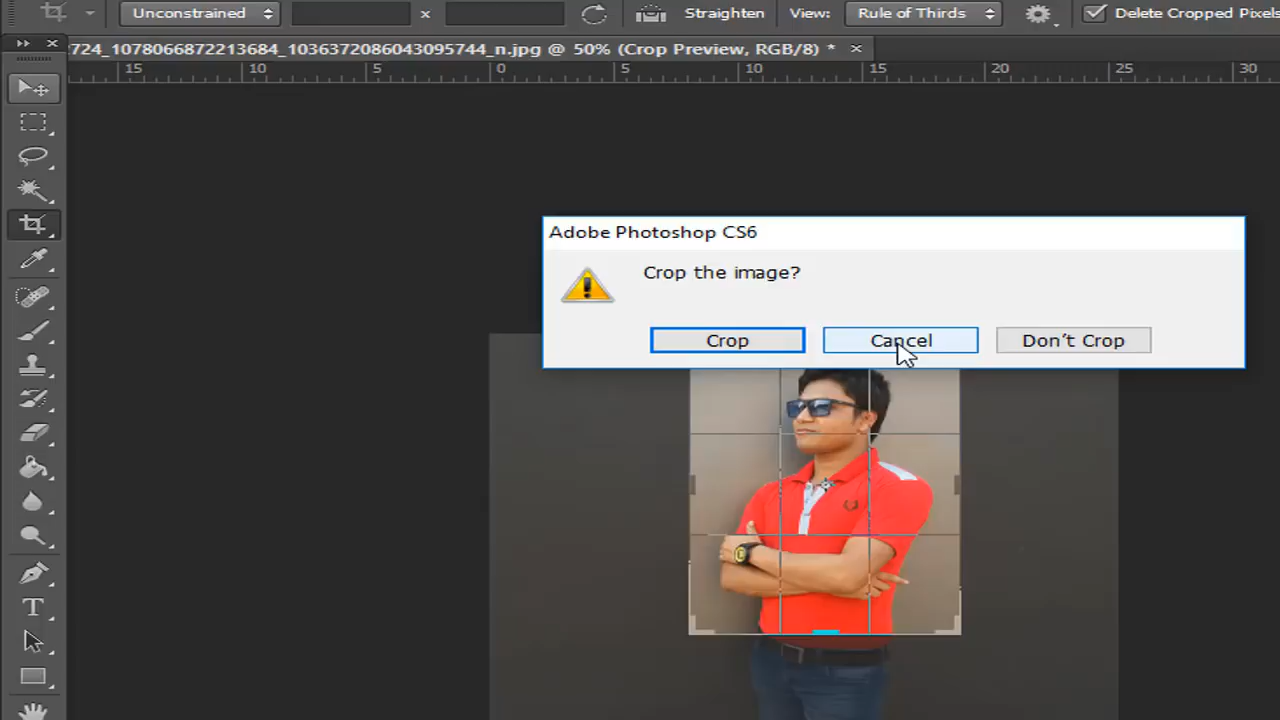 Unconstrained x Straighten View: Rule of Thirds Delete Cropped Pixels
2724_1078066872213684_1036372086043095744_n.jpg @ 50% (Crop Preview, RGB/8) *
15 10 5 0 5 10 15 20 25 30
Adobe Photoshop CS6
Crop the image?
Crop Cancel Don't Crop
T